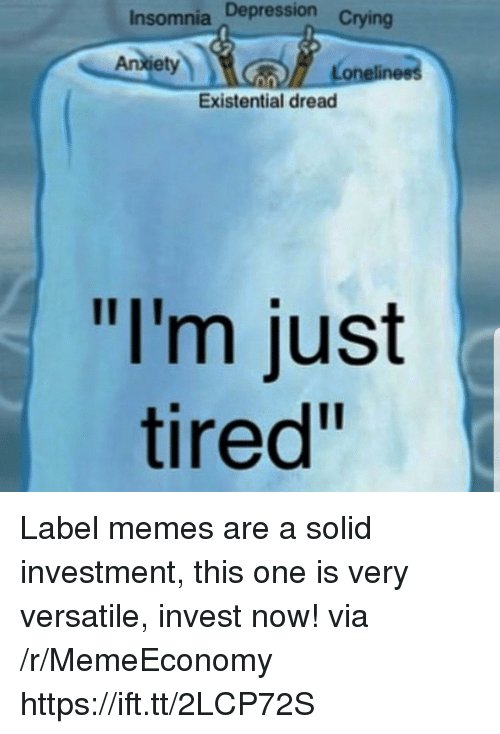 Insomnia Depression Crying
Anxiety Loneliness
Existential dread
"I'm just
tired"
Label memes are a solid
investment, this one is very
versatile, invest now! via
/r/MemeEconomy
https://ift.tt/2LCP72S